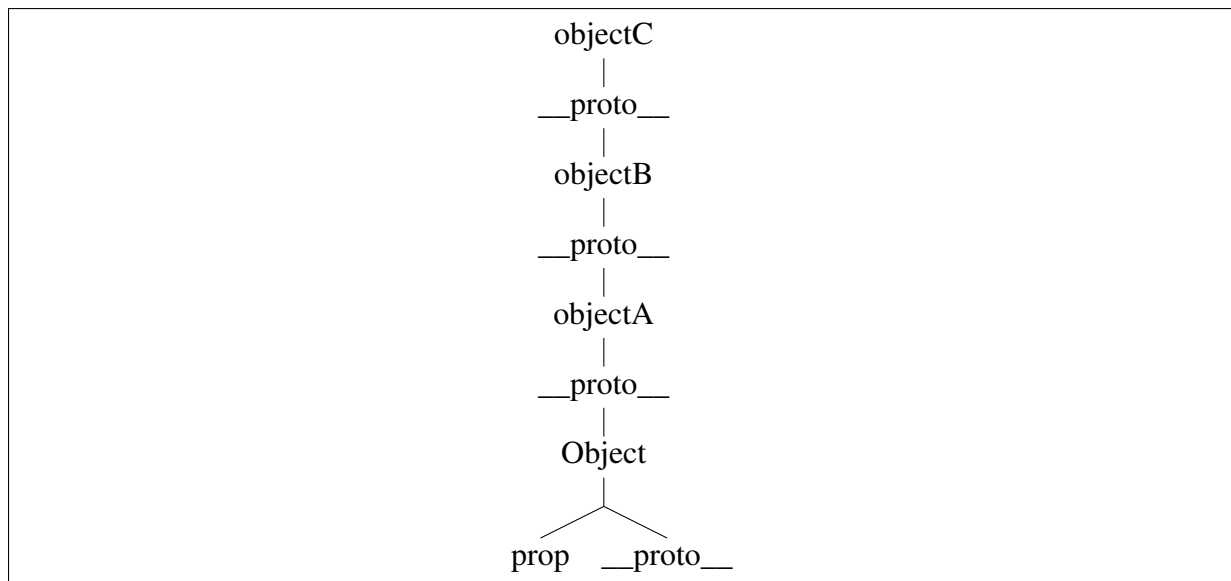 objectC
__proto__
objectB
__proto__
objectA
__proto__
Object
prop __proto__